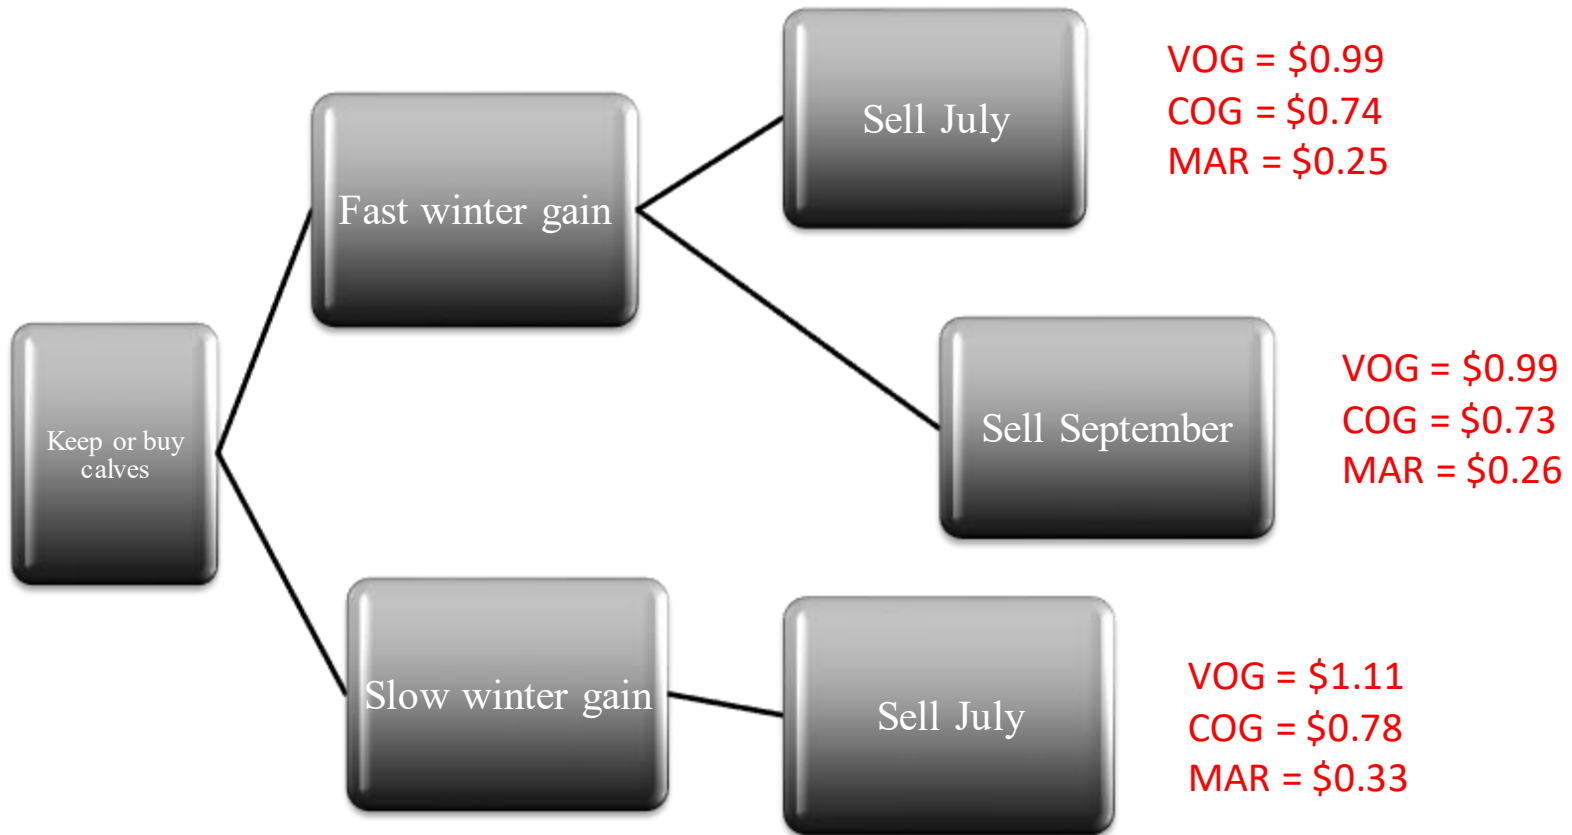 Keep or buy
calves
Fast winter gain
Sell July
VOG = $0.99
COG = $0.74
MAR = $0.25
Sell September
VOG = $0.99
COG = $0.73
MAR = $0.26
Slow winter gain
Sell July
VOG = $1.11
COG = $0.78
MAR = $0.33